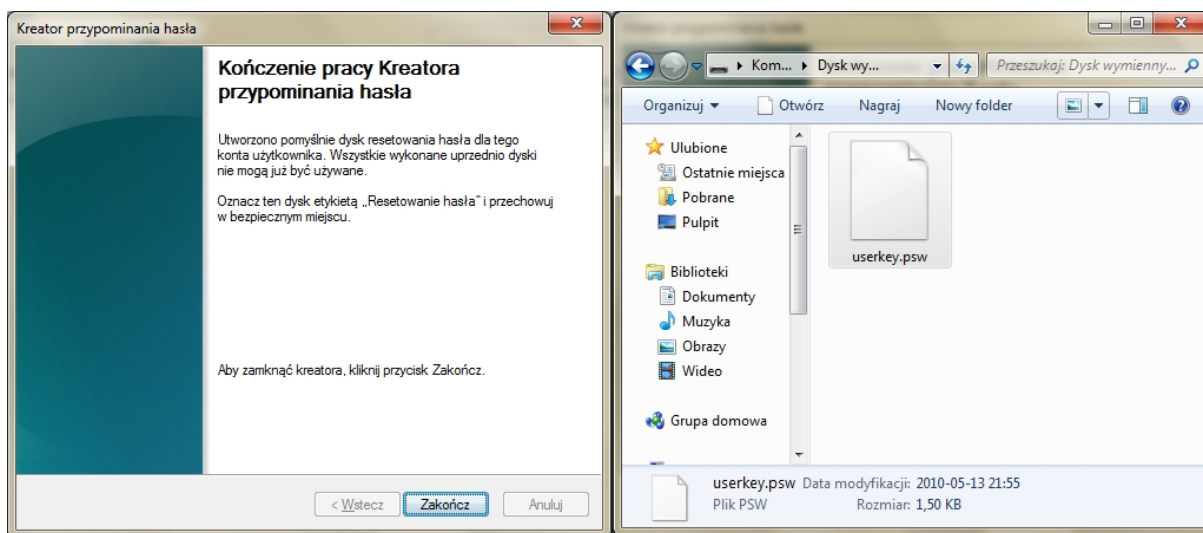 Kreator przypominania hasła
Kończenie pracy Kreatora
przypominania hasła
Utworzono pomyślnie dysk resetowania hasła dla tego
konta użytkownika. Wszystkie wykonane uprzednio dyski
nie mogą już być używane.
Oznacz ten dysk etykietą „Resetowanie hasła” i przechowuj
w bezpiecznym miejscu.
Aby zamknąć kreatora, kliknij przycisk Zakończ.
< Wstecz Zakończ Anuluj
Kom... Dysk wy... Przeszukaj: Dysk wymienny...
Organizuj Otwórz Nagraj Nowy folder
Ulubione
Ostatnie miejsca
Pobrane
Pulpit
Biblioteki
Dokumenty
Muzyka
Obrazy
Wideo
Grupa domowa
userkey.psw
userkey.psw Data modyfikacji: 2010-05-13 21:55
Plik PSW Rozmiar: 1,50 KB